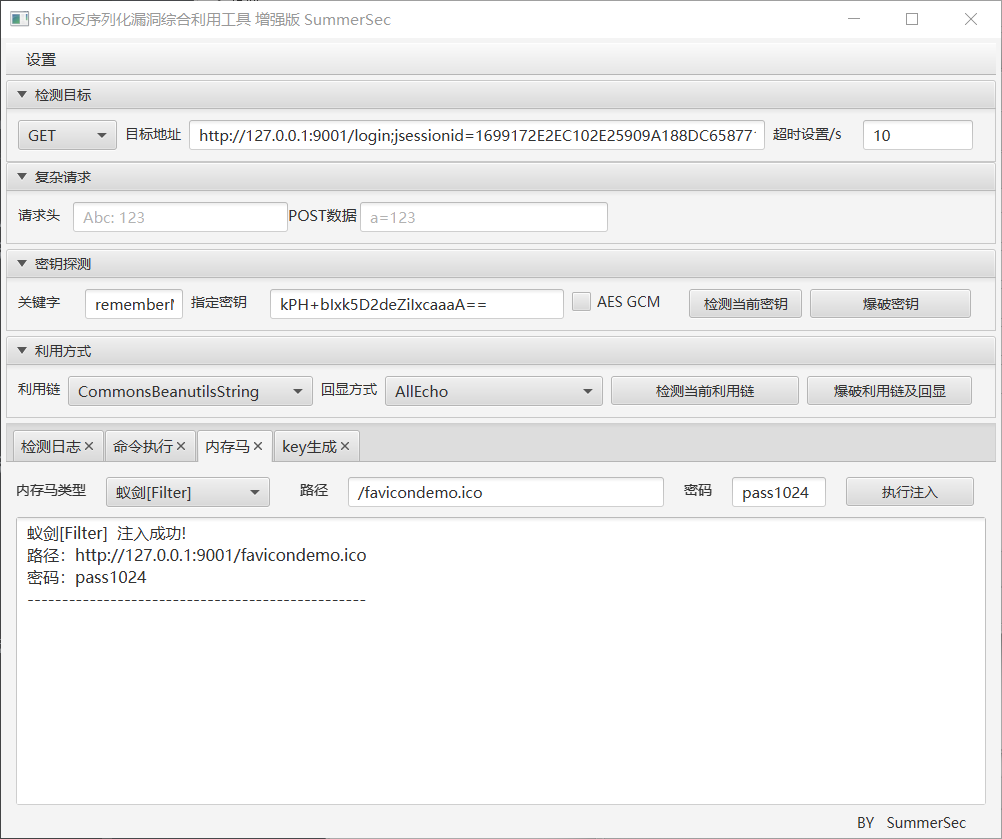 shiro反序列化漏洞综合利用工具 增强版 SummerSec
设置
检测目标
GET 目标地址 http://127.0.0.1:9001/login;jsessionid=1699172E2EC102E25909A188DC65877 超时设置/s 10
复杂请求
请求头 Abc: 123 POST数据 a=123
密钥探测
关键字 remember 指定密钥 kPH+bIxk5D2deZiIxcaaaA== AES GCM 检测当前密钥 爆破密钥
利用方式
利用链 CommonsBeanutilsString 回显方式 AllEcho 检测当前利用链 爆破利用链及回显
检测日志 命令执行 内存马 key生成
内存马类型 蚁剑[Filter] 路径 /favicondemo.ico 密码 pass1024 执行注入
蚁剑[Filter] 注入成功!
路径：http://127.0.0.1:9001/favicondemo.ico
密码：pass1024
-------------------------------------------------
BY SummerSec